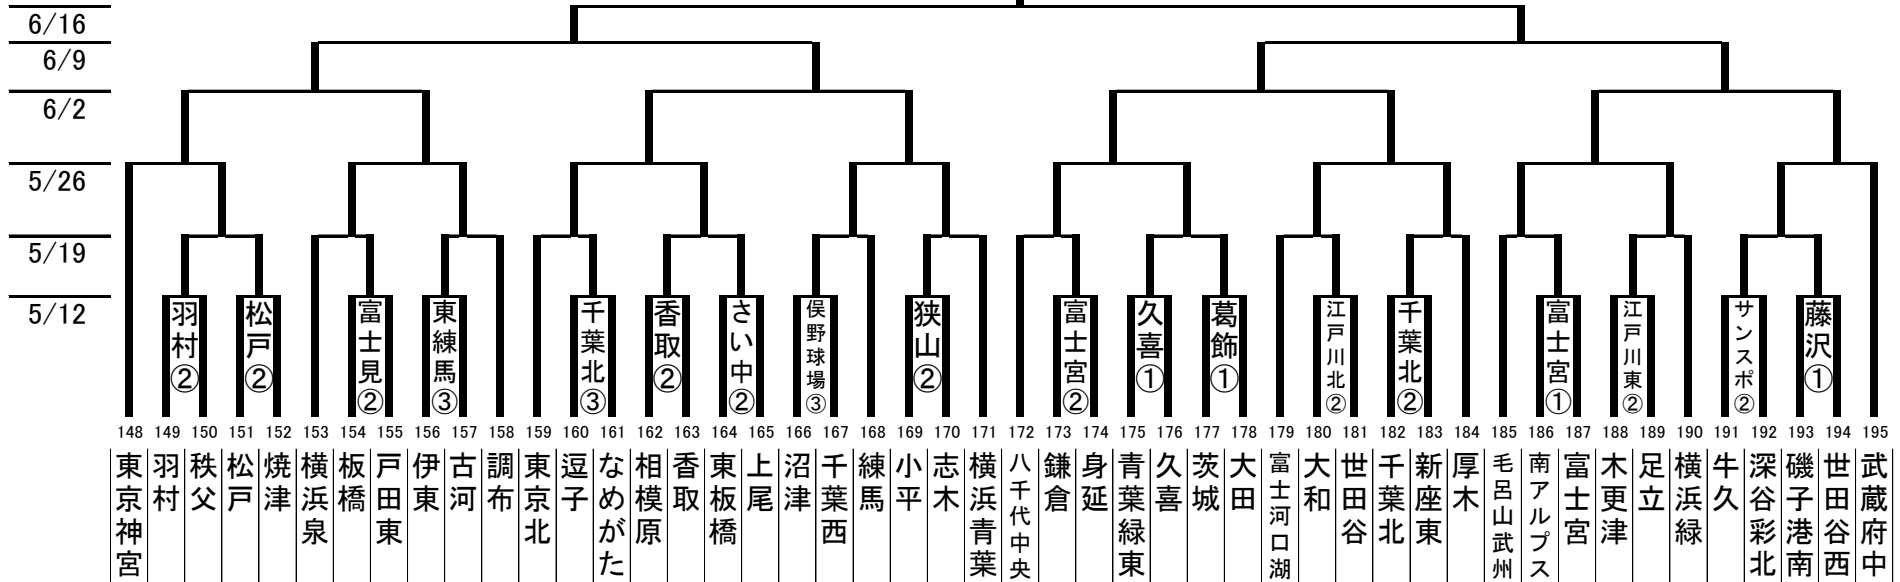 6/16
6/9
6/2
5/26
5/19
5/12
羽村②
松戸②
富士見②
東練馬③
千葉北③
香取②
さい中②
俣野球場③
狭山②
富士宮②
久喜①
葛飾①
江戸川北②
千葉北②
富士宮①
江戸川東②
サンスポ②
藤沢①
148 149 150 151 152 153 154 155 156 157 158 159 160 161 162 163 164 165 166 167 168 169 170 171 172 173 174 175 176 177 178 179 180 181 182 183 184 185 186 187 188 189 190 191 192 193 194 195
東京神宮
羽村
秩父
松戸
焼津
横浜泉
板橋
戸田東
伊東
古河
調布
東京北
逗子
なめがた
相模原
香取
東板橋
上尾
沼津
千葉西
練馬
小平
志木
横浜青葉
八千代中央
鎌倉
身延
青葉緑東
久喜
茨城
大田
富士河口湖
大和
世田谷
千葉北
新座東
厚木
毛呂山武州
南アルプス
富士宮
木更津
足立
横浜緑
牛久
深谷彩北
磯子港南
世田谷西
武蔵府中